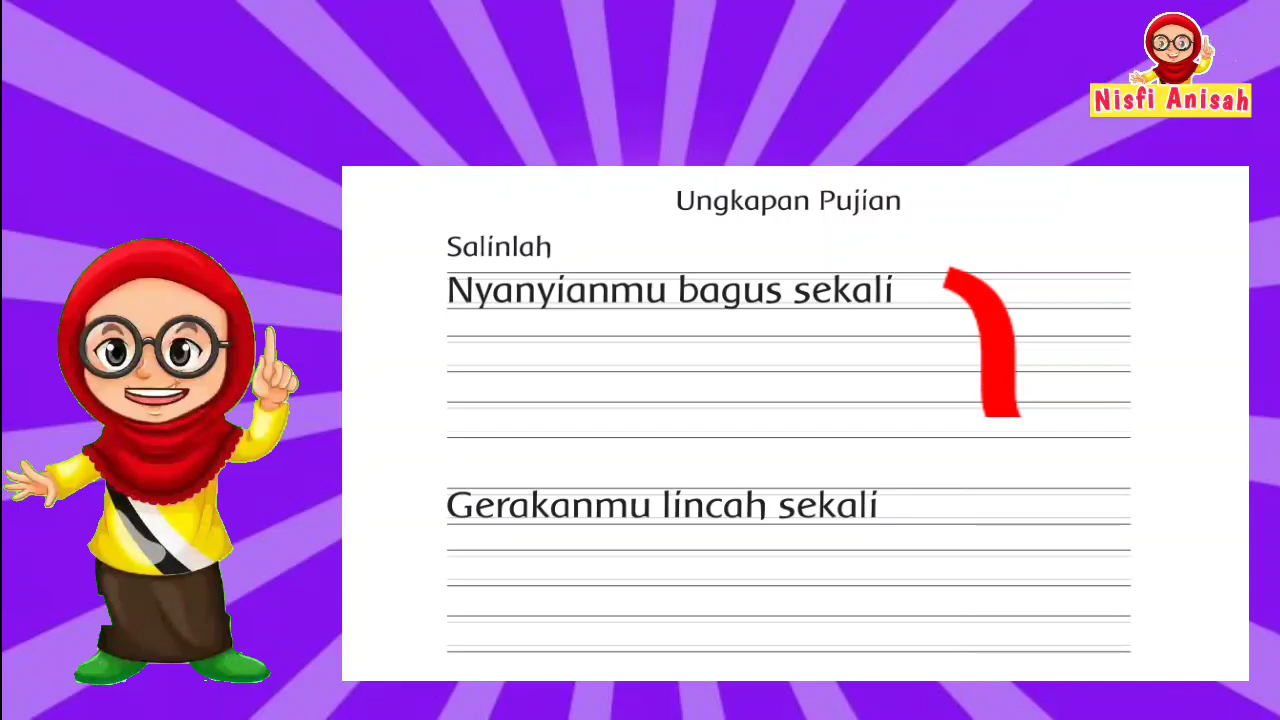 Nisfi Anisah
Ungkapan Pujian
Salinlah
Nyanyianmu bagus sekali
Gerakanmu lincah sekali